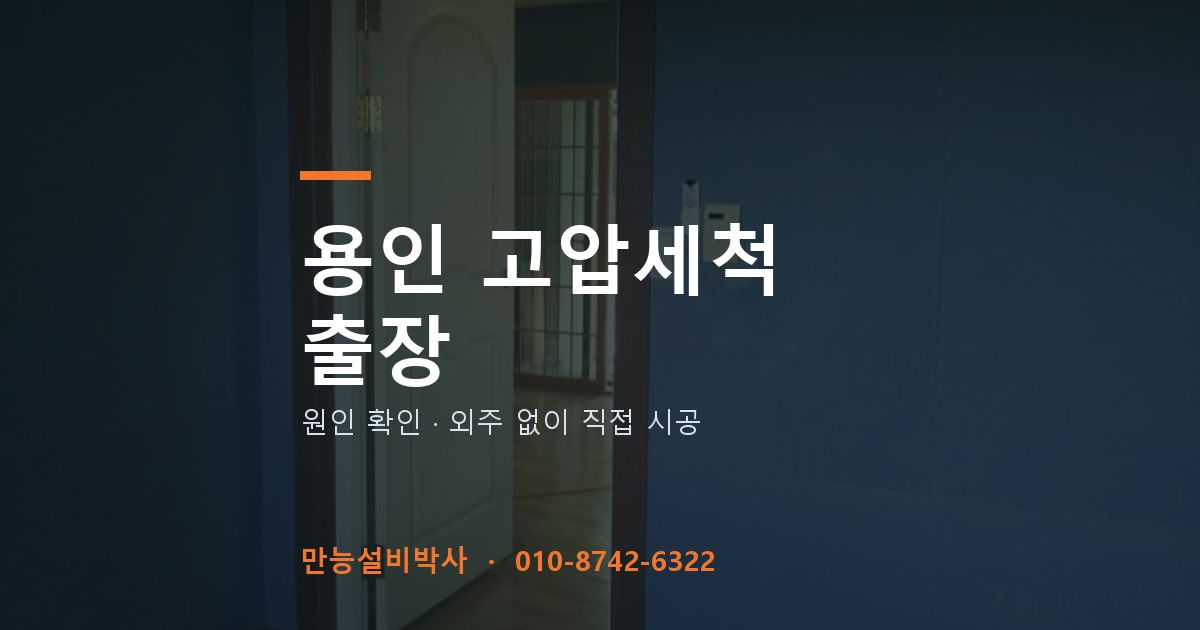 용인 고압세척
출장
원인 확인 · 외주 없이 직접 시공
만능설비박사 · 010-8742-6322